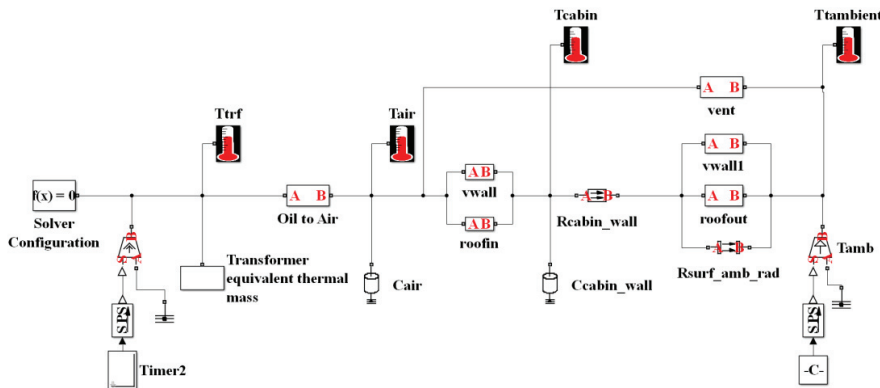 Tcabin
Ttambient
Ttrf
Tair
A B
vent
A B
vwall1
f(x) = 0
Solver
Configuration
A B
Oil to Air
AB
vwall
AB
roofin
Rcabin_wall
A B
roofout
Rsurf_amb_rad
Transformer
equivalent thermal
mass
Cair
Ccabin_wall
Tamb
S PS
Timer2
S PS
-C-